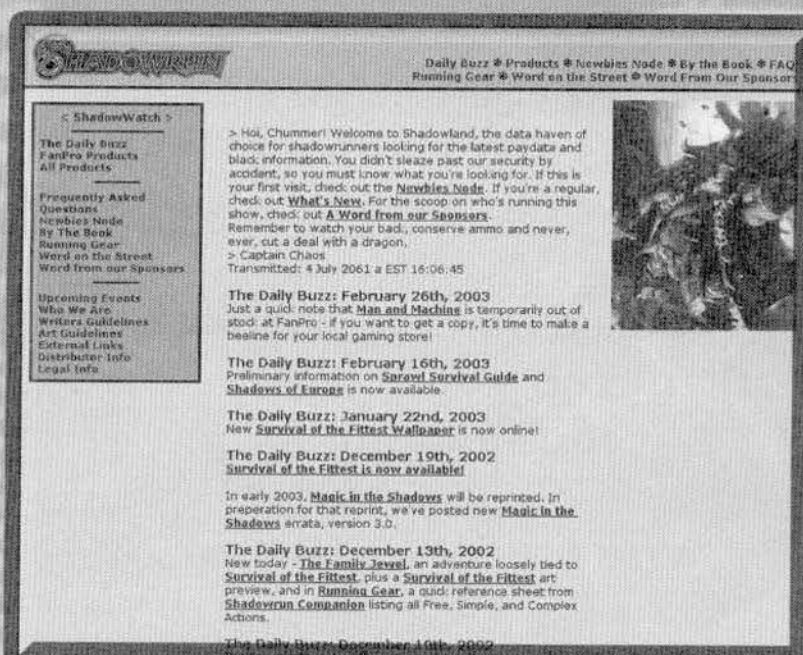 SHADOWRUN
Daily Buzz * Products * Newbies Node * By the Book * FAQ
Running Gear * Word on the Street * Word From Our Sponsors
< ShadowWatch >
The Daily Buzz
FanPro Products
All Products
Frequently Asked
Questions
Newbies Node
By The Book
Running Gear
Word on the Street
Word from our Sponsors
Upcoming Events
Who We Are
Writers Guidelines
Art Guidelines
External Links
Distributor Info
Legal Info
> Hoi, Chummer! Welcome to Shadowland, the data haven of
choice for shadowrunners looking for the latest paydata and
black information. You didn't sleaze past our security by
accident, so you must know what you're looking for. If this is
your first visit, check out the Newbies Node. If you're a regular,
check out What's New. For the scoop on who's running this
show, check out A Word from our Sponsors.
Remember to watch your back, conserve ammo and never,
ever, cut a deal with a dragon.
> Captain Chaos
Transmitted: 4 July 2061 a EST 16:06:45
The Daily Buzz: February 26th, 2003
Just a quick note that Man and Machine is temporarily out of
stock at FanPro - if you want to get a copy, it's time to make a
beeline for your local gaming store!
The Daily Buzz: February 16th, 2003
Preliminary information on Sprawl Survival Guide and
Shadows of Europe is now available.
The Daily Buzz: January 22nd, 2003
New Survival of the Fittest Wallpaper is now online!
The Daily Buzz: December 19th, 2002
Survival of the Fittest is now available!
In early 2003, Magic in the Shadows will be reprinted. In
preperation for that reprint, we've posted new Magic in the
Shadows errata, version 3.0.
The Daily Buzz: December 13th, 2002
New today - The Family Jewel, an adventure loosely tied to
Survival of the Fittest, plus a Survival of the Fittest art
preview, and in Running Gear, a quick reference sheet from
Shadowrun Companion listing all Free, Simple, and Complex
Actions.
The Daily Buzz: December 10th, 2002